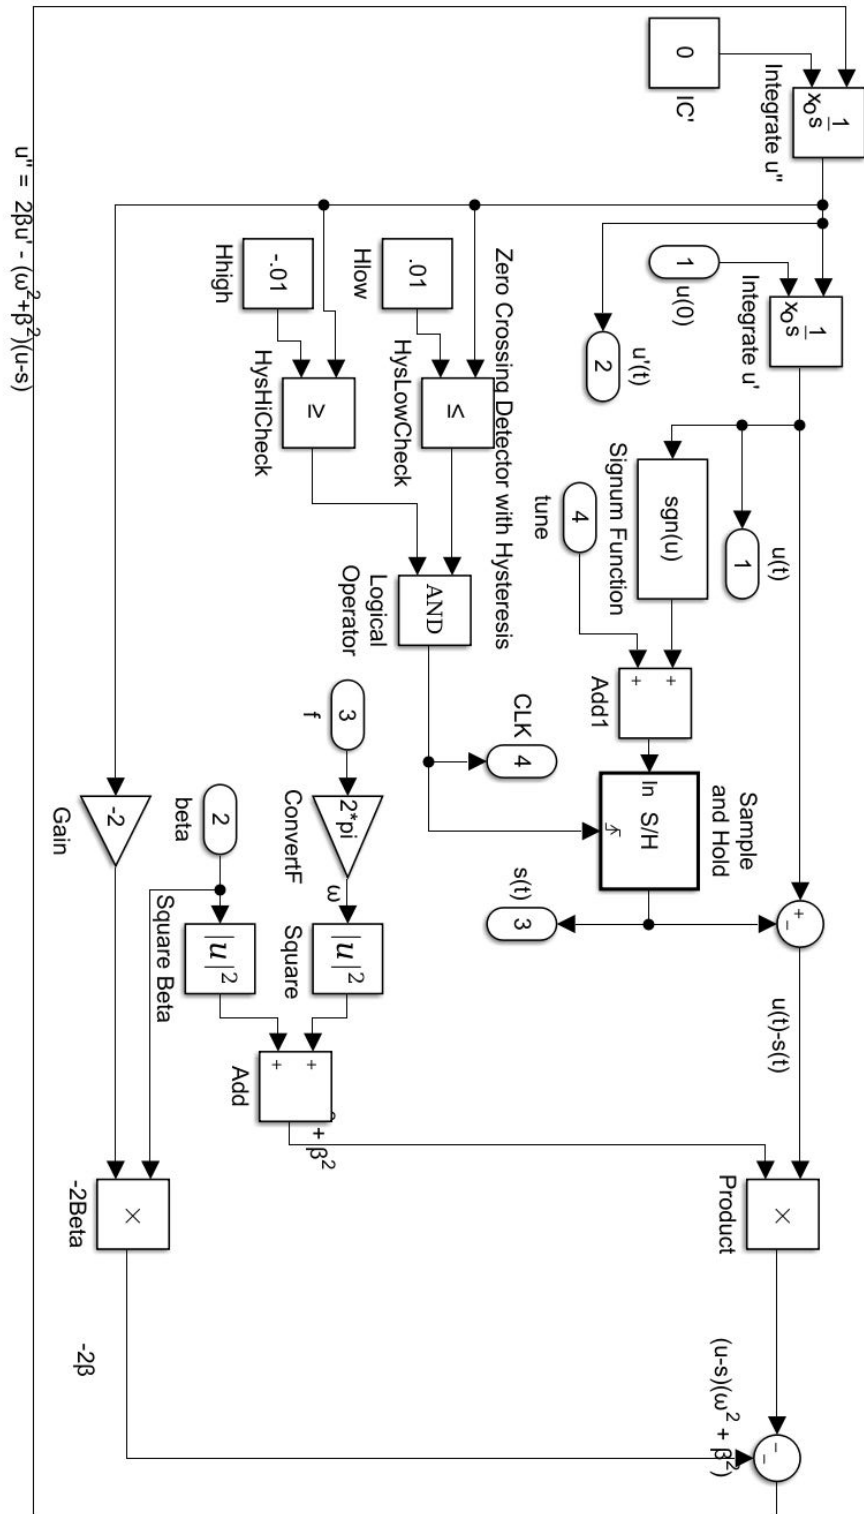 0
IC'
1
s
xo
Integrate u''
1
u(0)
1
s
xo
Integrate u'
2
u'(t)
1
u(t)
sgn(u)
Signum Function
4
tune
+
+
Add1
In S/H
Sample
and Hold
3
s(t)
+
−
u(t)-s(t)
×
Product
(u-s)(ω² + β²)
−
−
Zero Crossing Detector with Hysteresis
.01
Hlow
-.01
Hhigh
≤
HysLowCheck
≥
HysHiCheck
AND
Logical
Operator
4
CLK
3
f
2*pi
ConvertF
ω
|u|²
Square
2
beta
|u|²
Square Beta
+
+
Add
+ β²
-2
Gain
×
-2Beta
-2β
u'' = 2βu' - (ω²+β²)(u-s)